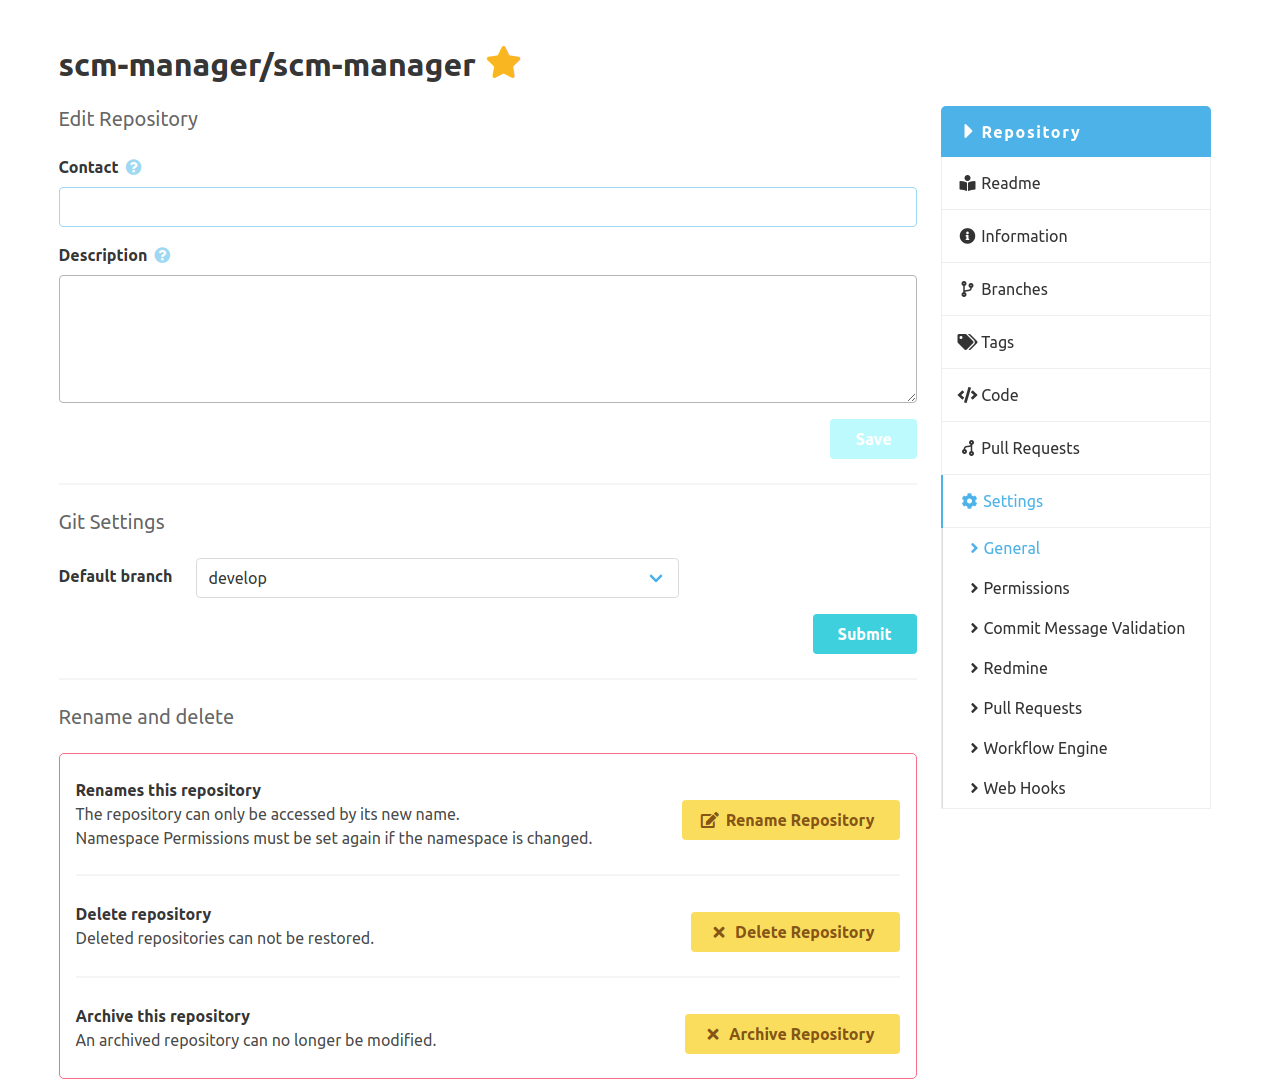 scm-manager/scm-manager
Edit Repository
Contact
Description
Save
Git Settings
Default branch
develop
Submit
Rename and delete
Renames this repository
The repository can only be accessed by its new name.
Namespace Permissions must be set again if the namespace is changed.
Rename Repository
Delete repository
Deleted repositories can not be restored.
Delete Repository
Archive this repository
An archived repository can no longer be modified.
Archive Repository
Repository
Readme
Information
Branches
Tags
Code
Pull Requests
Settings
General
Permissions
Commit Message Validation
Redmine
Pull Requests
Workflow Engine
Web Hooks